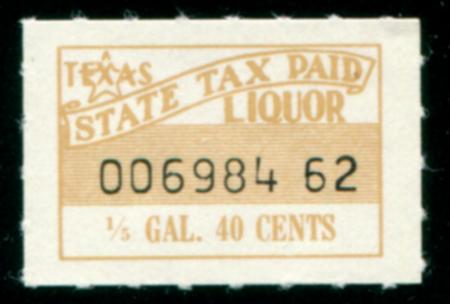 TEXAS
STATE TAX PAID
LIQUOR
006984 62
1/5 GAL. 40 CENTS